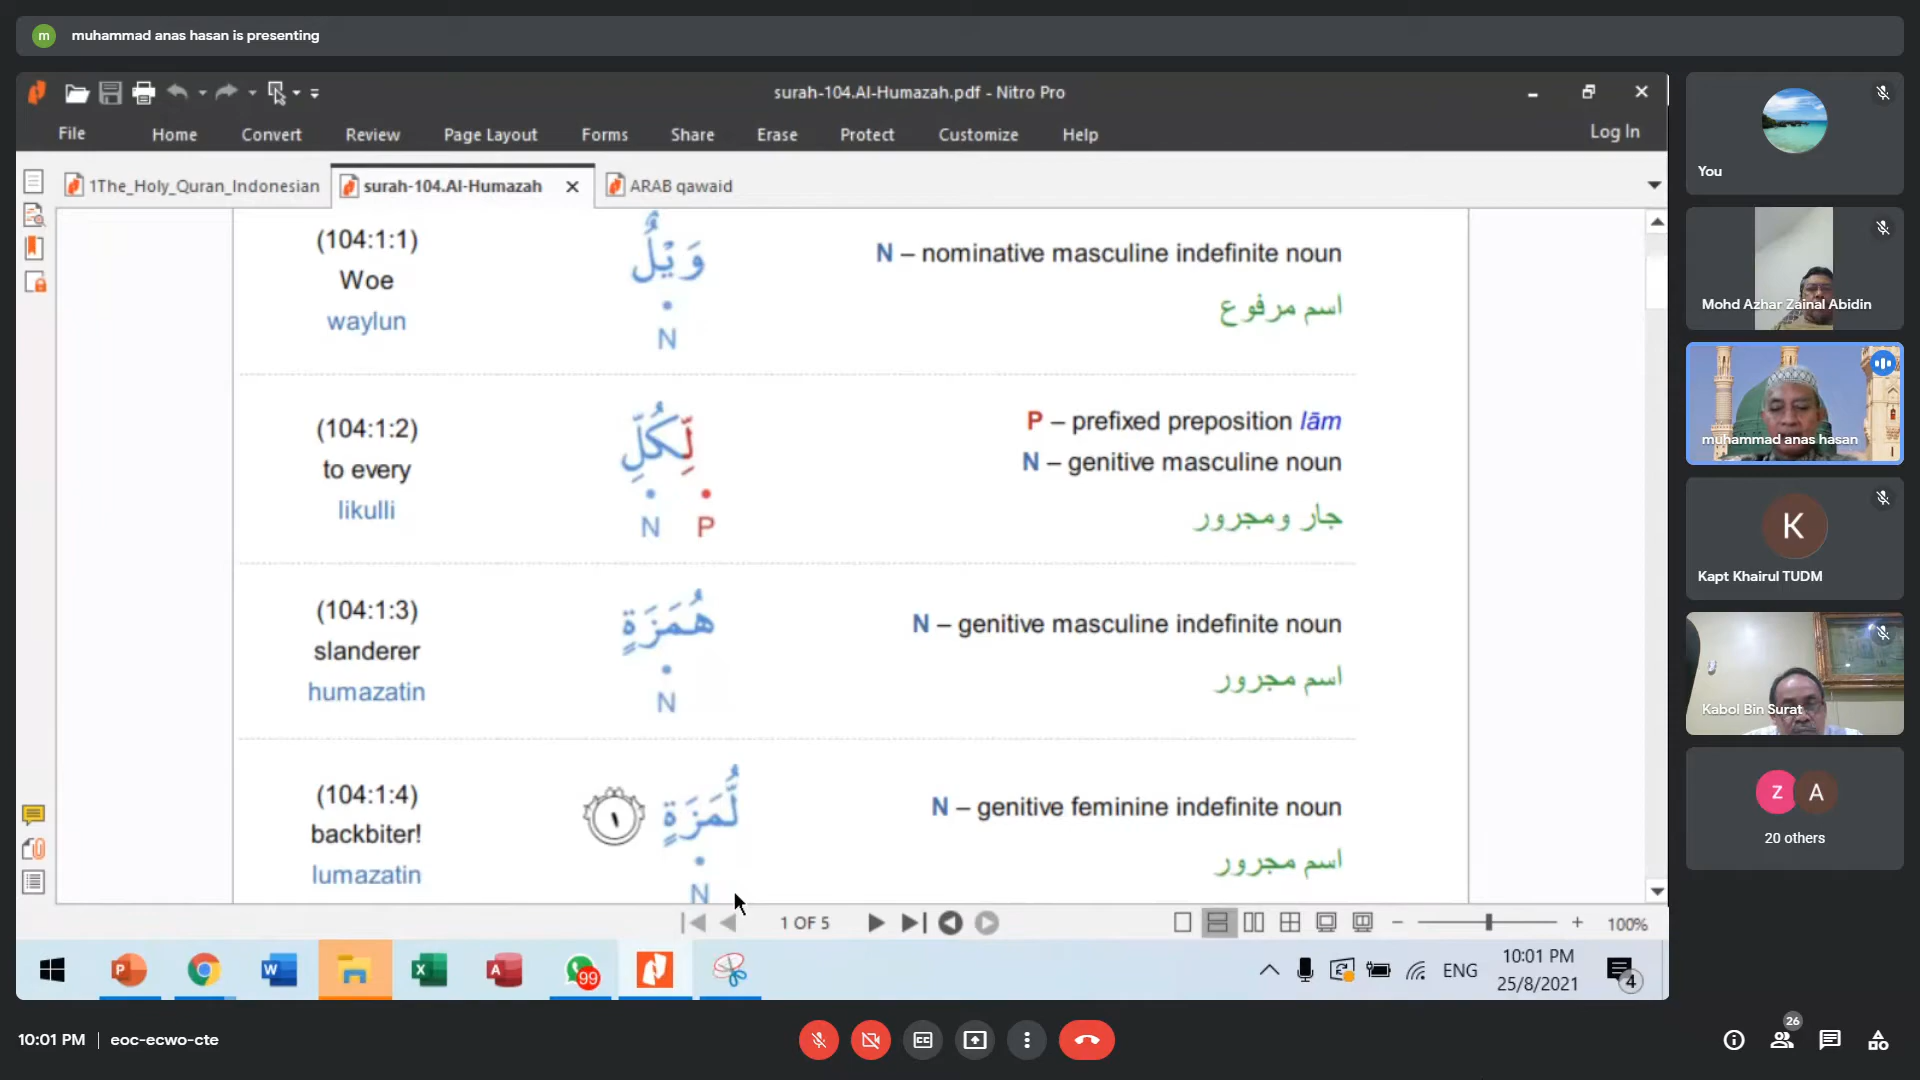 m muhammad anas hasan is presenting
surah-104.Al-Humazah.pdf - Nitro Pro
File Home Convert Review Page Layout Forms Share Erase Protect Customize Help Log In
1The_Holy_Quran_Indonesian surah-104.Al-Humazah ARAB qawaid
(104:1:1)
Woe
waylun
وَيْلٌ
N
N – nominative masculine indefinite noun
اسم مرفوع
(104:1:2)
to every
likulli
لِّكُلِّ
N P
P – prefixed preposition lām
N – genitive masculine noun
جار ومجرور
(104:1:3)
slanderer
humazatin
هُمَزَةٍ
N
N – genitive masculine indefinite noun
اسم مجرور
(104:1:4)
backbiter!
lumazatin
لُّمَزَةٍ ١
N
N – genitive feminine indefinite noun
اسم مجرور
1 OF 5
100%
P W X A 99
ENG
10:01 PM
25/8/2021
4
You
Mohd Azhar Zainal Abidin
muhammad anas hasan
K
Kapt Khairul TUDM
Kabol Bin Surat
Z A
20 others
10:01 PM | eoc-ecwo-cte
26